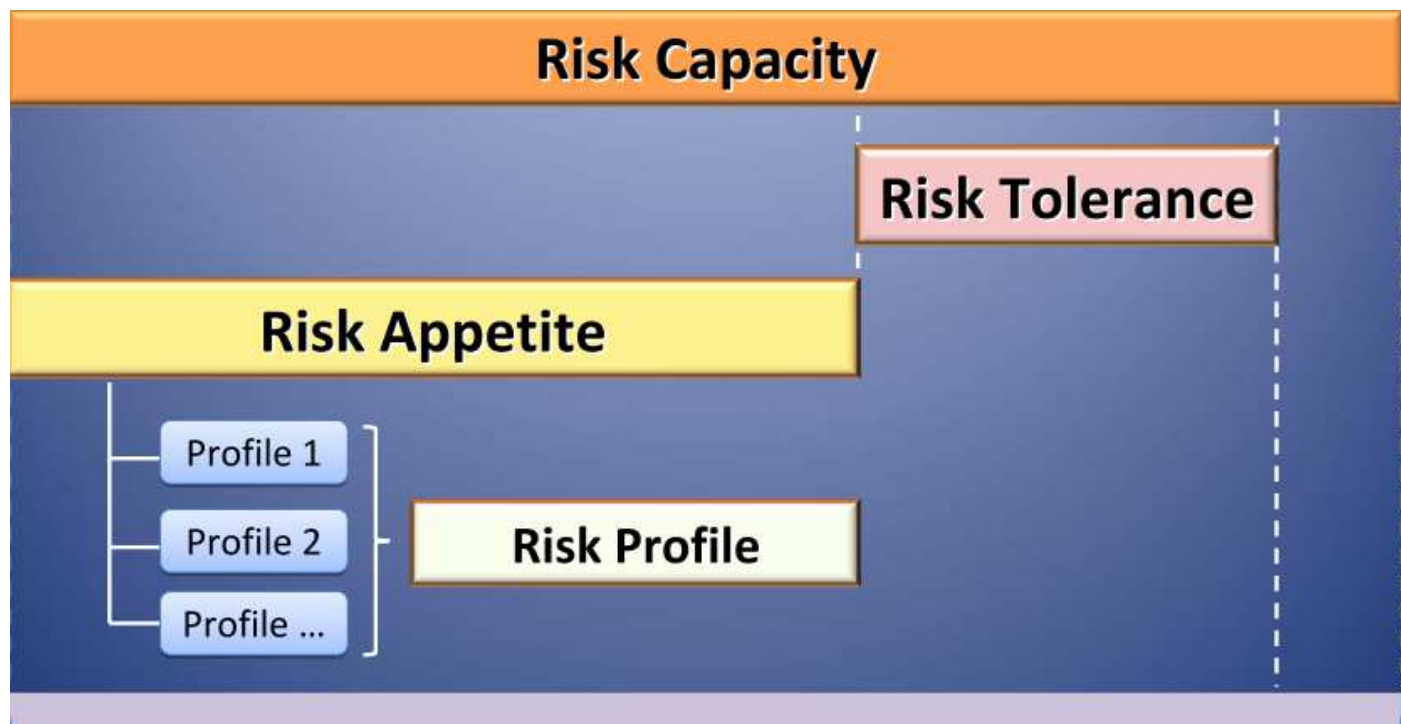 Risk Capacity
Risk Tolerance
Risk Appetite
Profile 1
Profile 2
Risk Profile
Profile ...